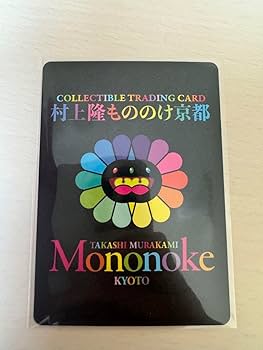 COLLECTIBLE TRADING CARD
村上隆もののけ京都
TAKASHI MURAKAMI
Mononoke
KYOTO